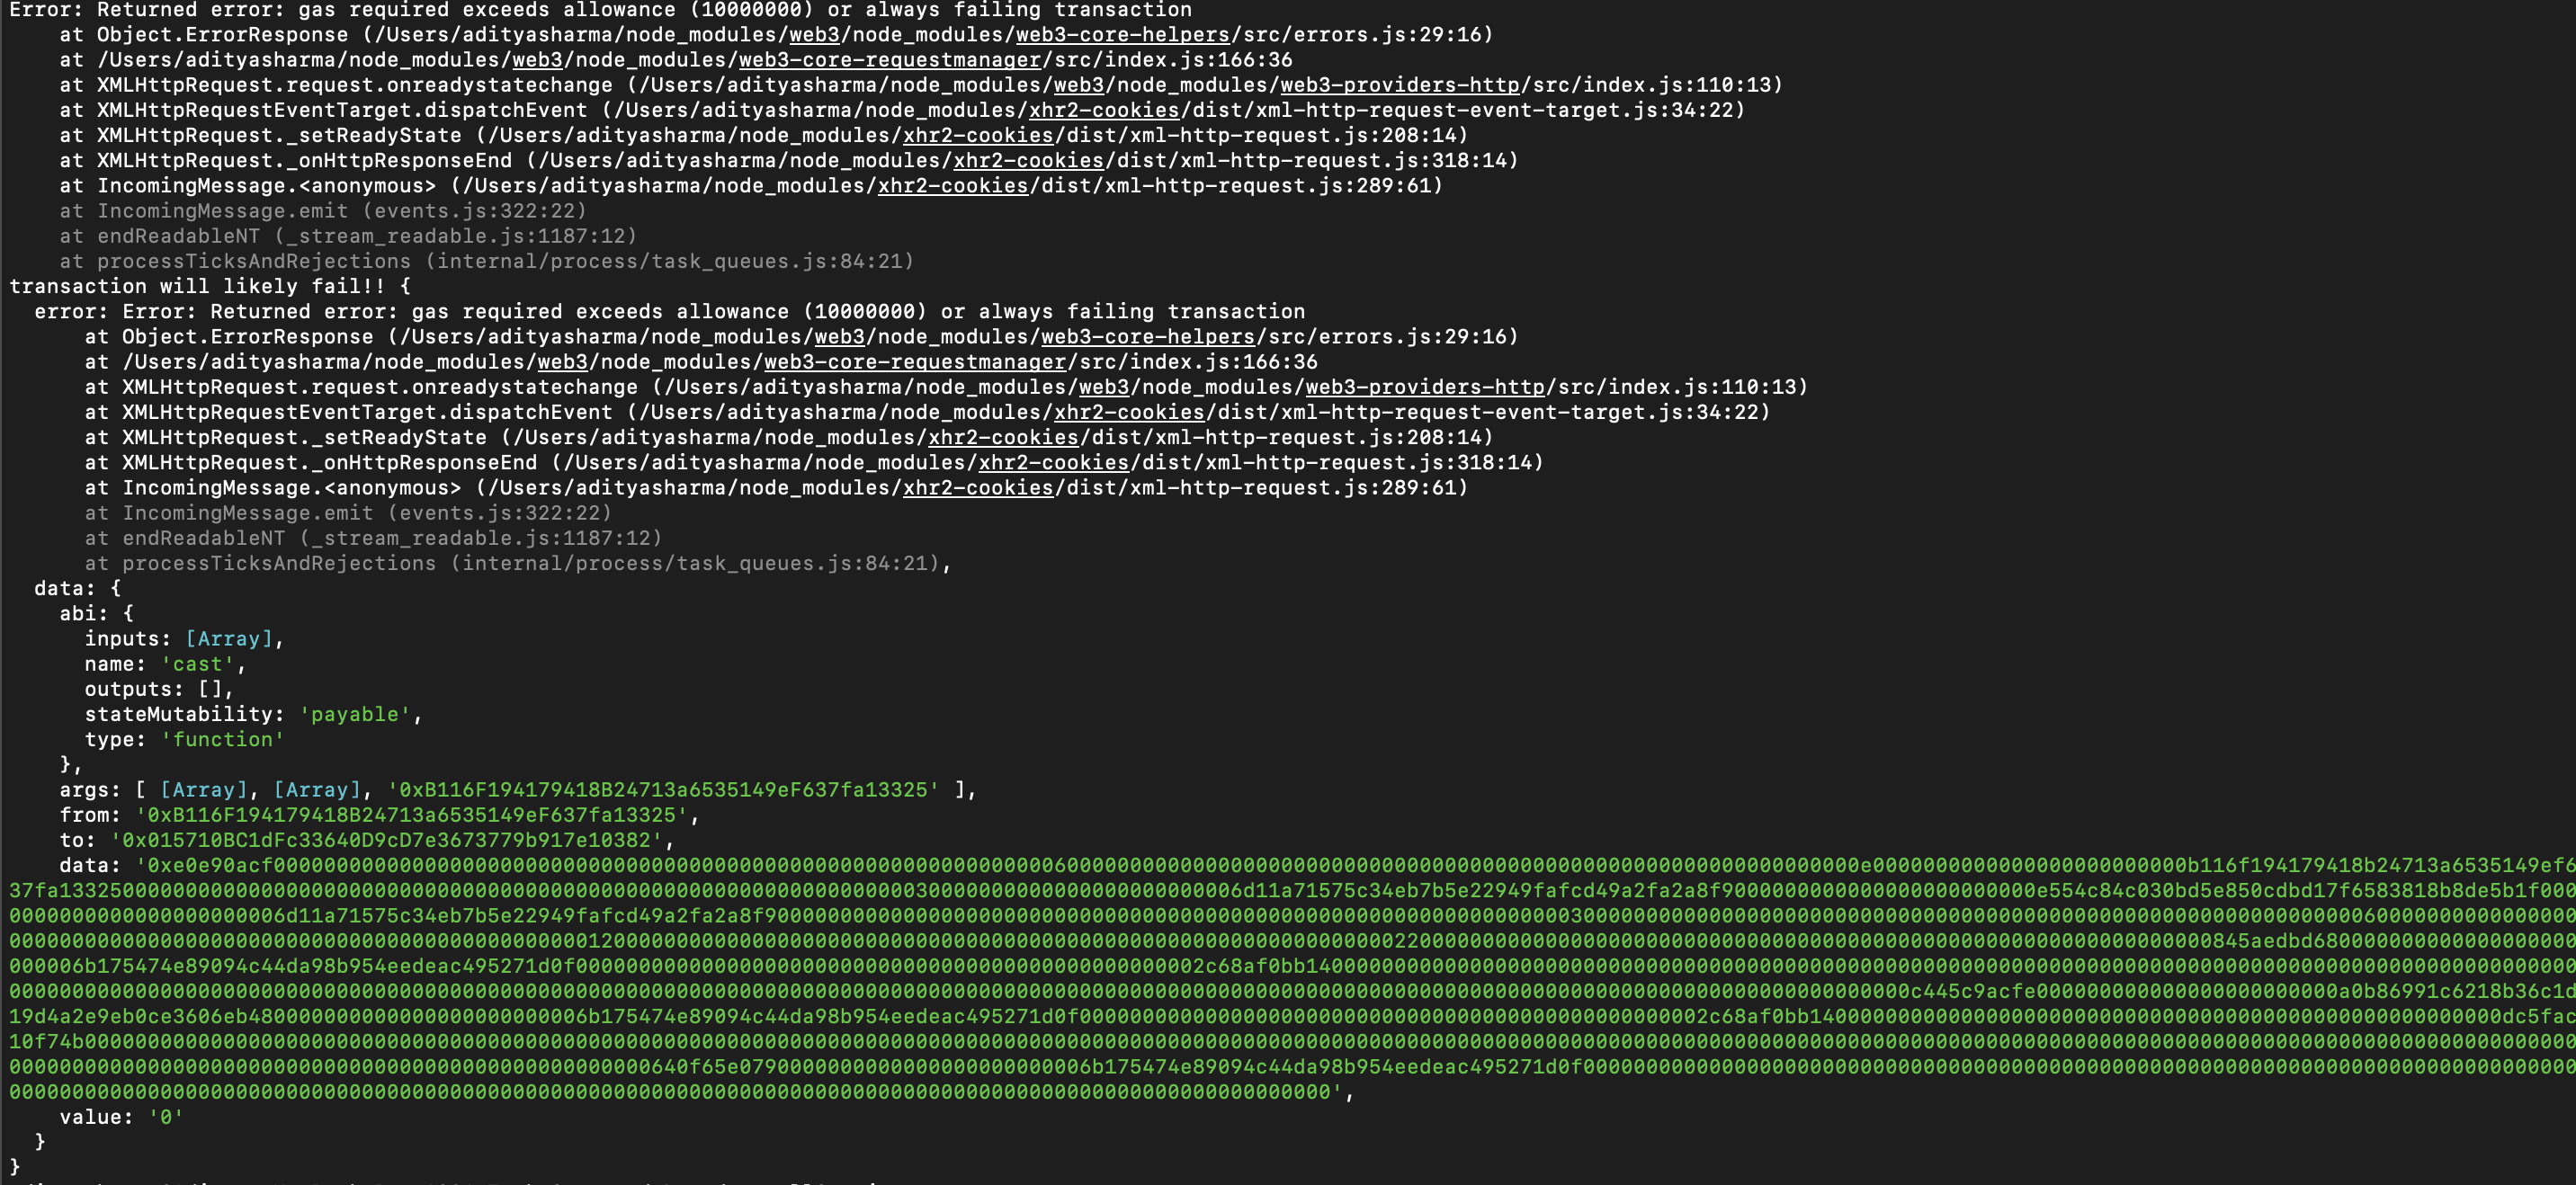 Error: Returned error: gas required exceeds allowance (10000000) or always failing transaction
at Object.ErrorResponse (/Users/adityasharma/node_modules/web3/node_modules/web3-core-helpers/src/errors.js:29:16)
at /Users/adityasharma/node_modules/web3/node_modules/web3-core-requestmanager/src/index.js:166:36
at XMLHttpRequest.request.onreadystatechange (/Users/adityasharma/node_modules/web3/node_modules/web3-providers-http/src/index.js:110:13)
at XMLHttpRequestEventTarget.dispatchEvent (/Users/adityasharma/node_modules/xhr2-cookies/dist/xml-http-request-event-target.js:34:22)
at XMLHttpRequest._setReadyState (/Users/adityasharma/node_modules/xhr2-cookies/dist/xml-http-request.js:208:14)
at XMLHttpRequest._onHttpResponseEnd (/Users/adityasharma/node_modules/xhr2-cookies/dist/xml-http-request.js:318:14)
at IncomingMessage.<anonymous> (/Users/adityasharma/node_modules/xhr2-cookies/dist/xml-http-request.js:289:61)
at IncomingMessage.emit (events.js:322:22)
at endReadableNT (_stream_readable.js:1187:12)
at processTicksAndRejections (internal/process/task_queues.js:84:21)
transaction will likely fail!! {
error: Error: Returned error: gas required exceeds allowance (10000000) or always failing transaction
at Object.ErrorResponse (/Users/adityasharma/node_modules/web3/node_modules/web3-core-helpers/src/errors.js:29:16)
at /Users/adityasharma/node_modules/web3/node_modules/web3-core-requestmanager/src/index.js:166:36
at XMLHttpRequest.request.onreadystatechange (/Users/adityasharma/node_modules/web3/node_modules/web3-providers-http/src/index.js:110:13)
at XMLHttpRequestEventTarget.dispatchEvent (/Users/adityasharma/node_modules/xhr2-cookies/dist/xml-http-request-event-target.js:34:22)
at XMLHttpRequest._setReadyState (/Users/adityasharma/node_modules/xhr2-cookies/dist/xml-http-request.js:208:14)
at XMLHttpRequest._onHttpResponseEnd (/Users/adityasharma/node_modules/xhr2-cookies/dist/xml-http-request.js:318:14)
at IncomingMessage.<anonymous> (/Users/adityasharma/node_modules/xhr2-cookies/dist/xml-http-request.js:289:61)
at IncomingMessage.emit (events.js:322:22)
at endReadableNT (_stream_readable.js:1187:12)
at processTicksAndRejections (internal/process/task_queues.js:84:21),
data: {
abi: {
inputs: [Array],
name: 'cast',
outputs: [],
stateMutability: 'payable',
type: 'function'
},
args: [ [Array], [Array], '0xB116F194179418B24713a6535149eF637fa13325' ],
from: '0xB116F194179418B24713a6535149eF637fa13325',
to: '0x015710BC1dFc33640D9cD7e3673779b917e10382',
data:
value: '0'
}
}